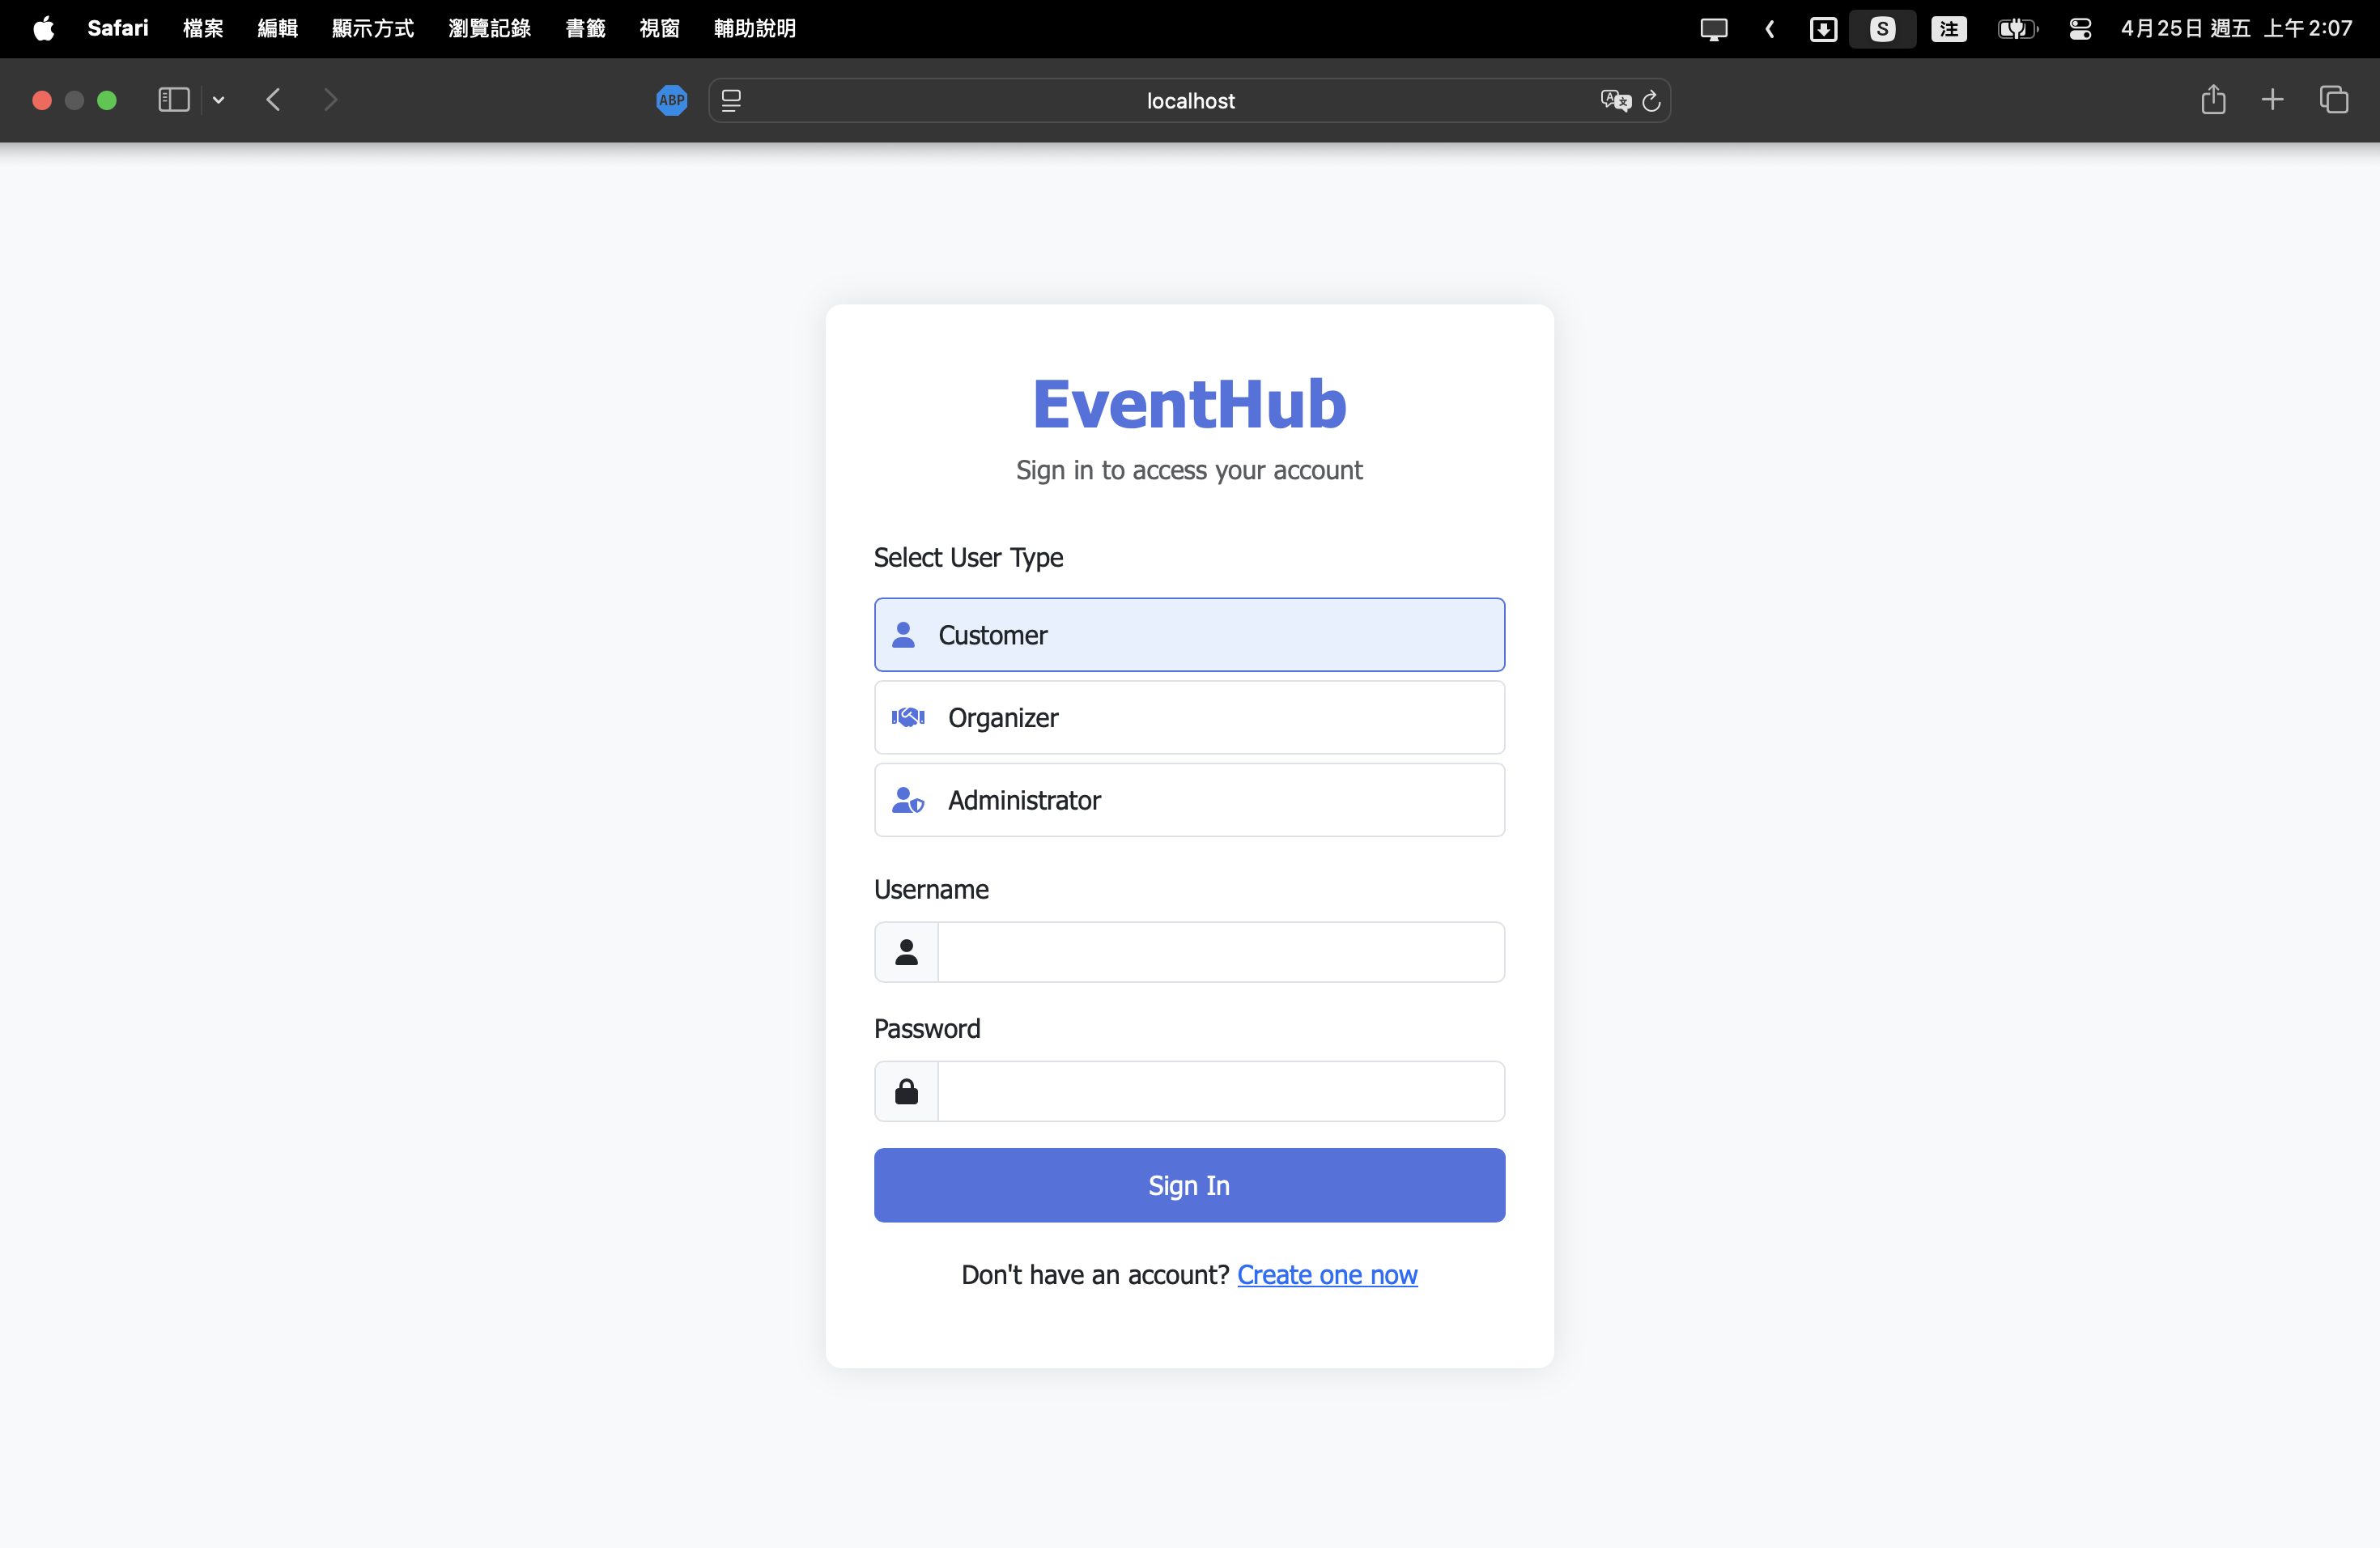 Safari 檔案 編輯 顯示方式 瀏覽記錄 書籤 視窗 輔助說明 S 注 4月25日 週五 上午2:07
ABP localhost
EventHub
Sign in to access your account
Select User Type
Customer
Organizer
Administrator
Username
Password
Sign In
Don't have an account? Create one now